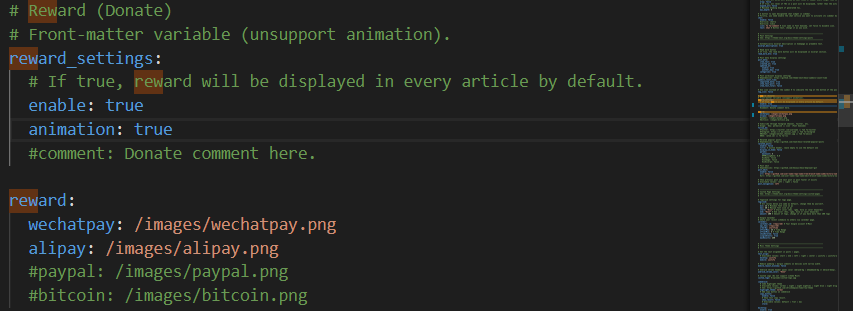 # Reward (Donate)
# Front-matter variable (unsupport animation).
reward_settings:
  # If true, reward will be displayed in every article by default.
  enable: true
  animation: true
  #comment: Donate comment here.

reward:
  wechatpay: /images/wechatpay.png
  alipay: /images/alipay.png
  #paypal: /images/paypal.png
  #bitcoin: /images/bitcoin.png